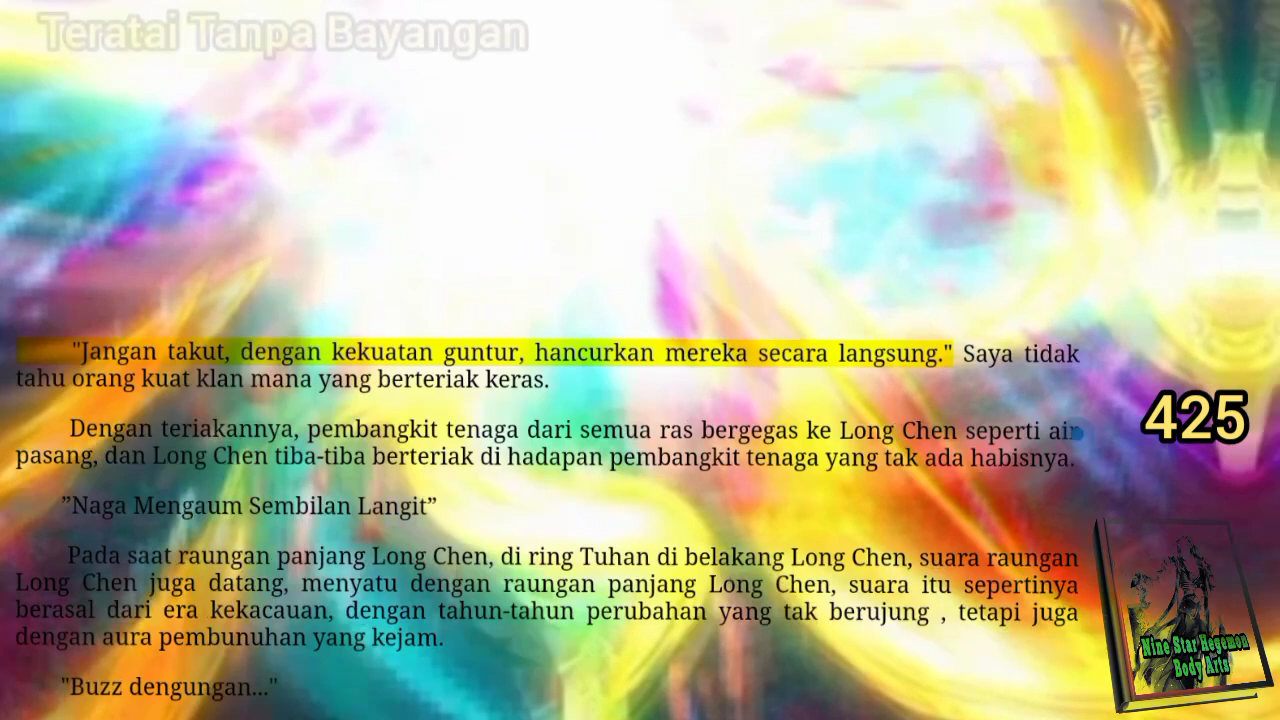 Teratai Tanpa Bayangan
"Jangan takut, dengan kekuatan guntur, hancurkan mereka secara langsung." Saya tidak
tahu orang kuat klan mana yang berteriak keras.
Dengan teriakannya, pembangkit tenaga dari semua ras bergegas ke Long Chen seperti air
pasang, dan Long Chen tiba-tiba berteriak di hadapan pembangkit tenaga yang tak ada habisnya.
”Naga Mengaum Sembilan Langit”
Pada saat raungan panjang Long Chen, di ring Tuhan di belakang Long Chen, suara raungan
Long Chen juga datang, menyatu dengan raungan panjang Long Chen, suara itu sepertinya
berasal dari era kekacauan, dengan tahun-tahun perubahan yang tak berujung , tetapi juga
dengan aura pembunuhan yang kejam.
"Buzz dengungan..."
425
Nine Star Hegemon
Body Arts